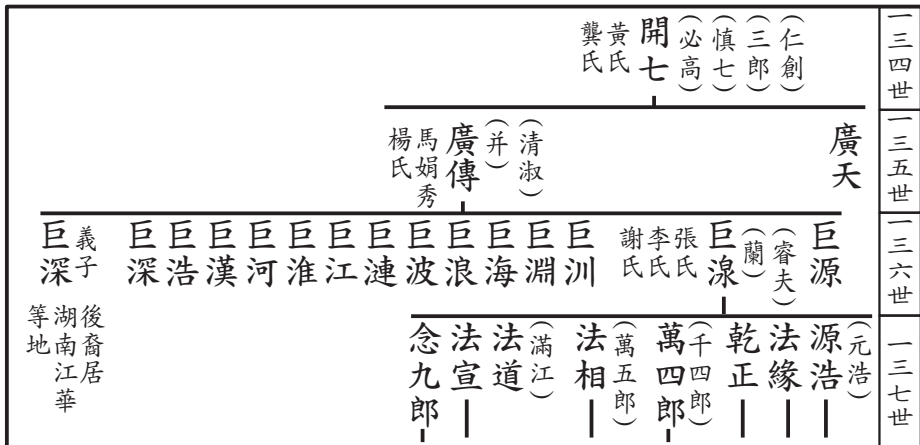 一三四世
（仁創）
（三郎）
（慎七）
（必高）
開七
黃氏
龔氏
一三五世
廣天
（清淑）
（并）
廣傳
馬娟秀
楊氏
一三六世
巨源
（睿夫）
（蘭）
巨湶
張氏
李氏
謝氏
巨汌
巨淵
巨海
巨浪
巨波
巨漣
巨江
巨淮
巨河
巨漢
巨浩
巨深
義子
巨深
後裔居
湖南江華
等地
一三七世
（元浩）
源浩
法緣
乾正
（千四郎）
萬四郎
（萬五郎）
法相
（滿江）
法道
法宣
念九郎